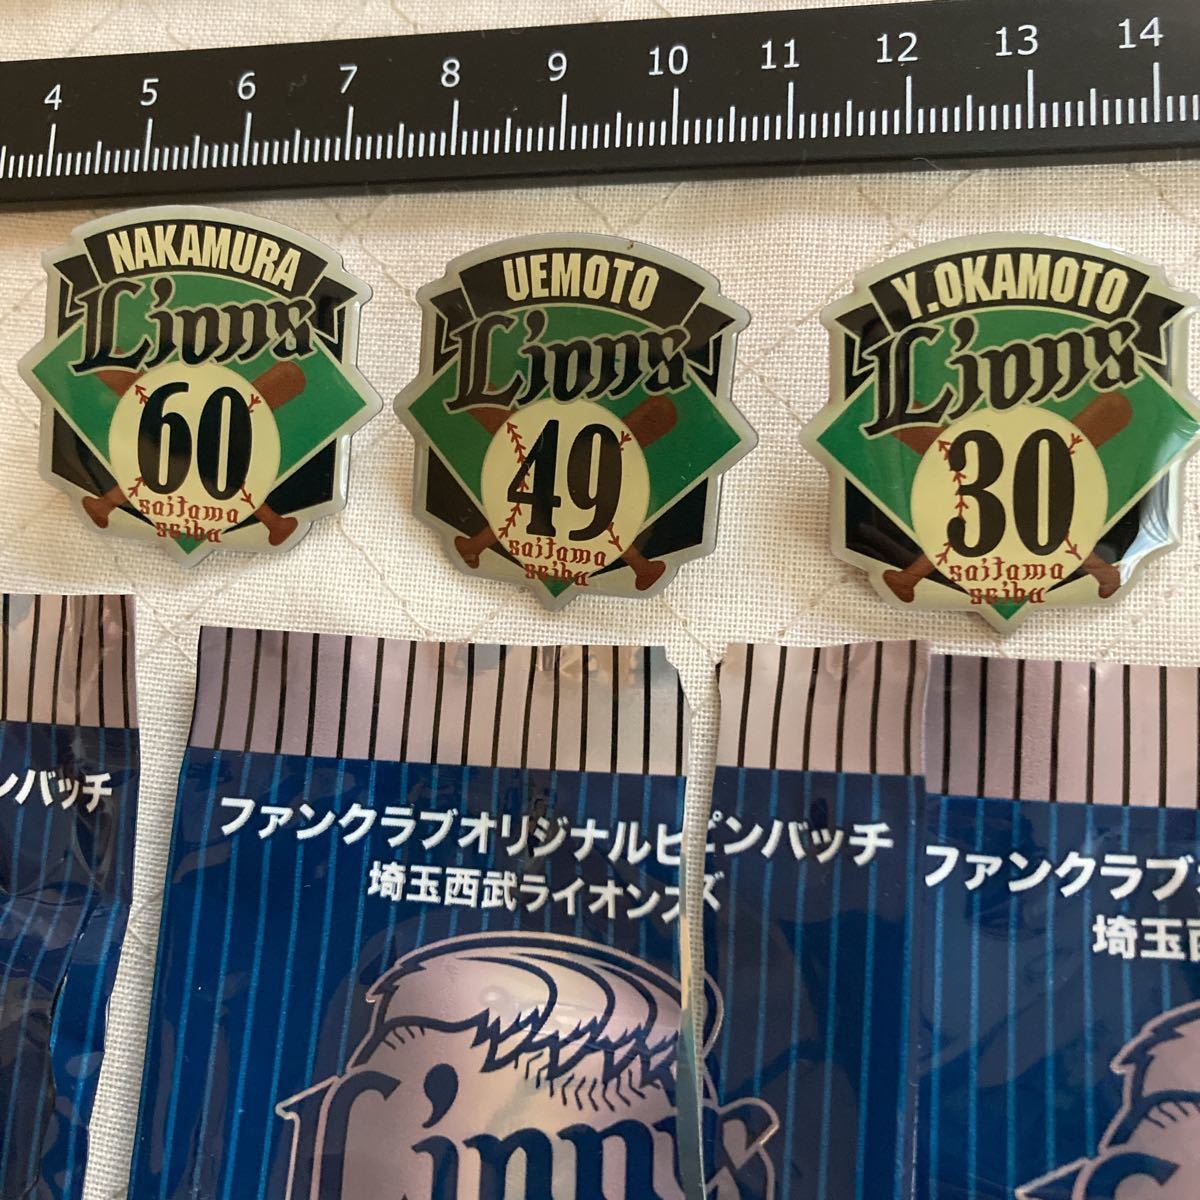 4 5 6 7 8 9 10 11 12 13 14
NAKAMURA
Lions
60
saitama
seibu
UEMOTO
Lions
49
saitama
seibu
Y.OKAMOTO
Lions
30
saitama
seibu
ンバッチ
ファンクラブオリジナルピンバッチ
埼玉西武ライオンズ
Lions
ファンクラブ
埼玉西